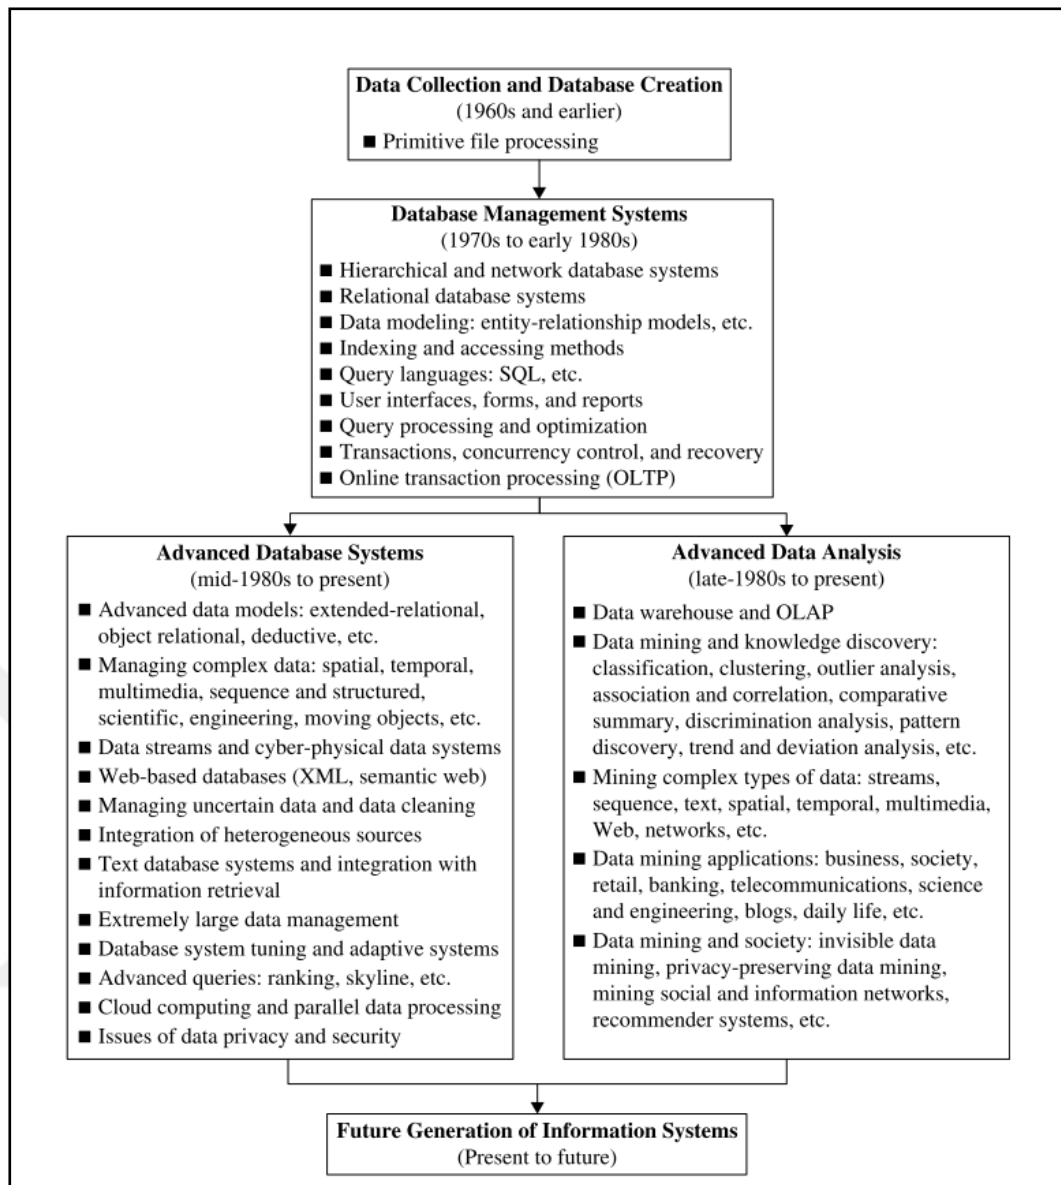 Data Collection and Database Creation
(1960s and earlier)
■ Primitive file processing
Database Management Systems
(1970s to early 1980s)
■ Hierarchical and network database systems
■ Relational database systems
■ Data modeling: entity-relationship models, etc.
■ Indexing and accessing methods
■ Query languages: SQL, etc.
■ User interfaces, forms, and reports
■ Query processing and optimization
■ Transactions, concurrency control, and recovery
■ Online transaction processing (OLTP)
Advanced Database Systems
(mid-1980s to present)
■ Advanced data models: extended-relational,
object relational, deductive, etc.
■ Managing complex data: spatial, temporal,
multimedia, sequence and structured,
scientific, engineering, moving objects, etc.
■ Data streams and cyber-physical data systems
■ Web-based databases (XML, semantic web)
■ Managing uncertain data and data cleaning
■ Integration of heterogeneous sources
■ Text database systems and integration with
information retrieval
■ Extremely large data management
■ Database system tuning and adaptive systems
■ Advanced queries: ranking, skyline, etc.
■ Cloud computing and parallel data processing
■ Issues of data privacy and security
Advanced Data Analysis
(late-1980s to present)
■ Data warehouse and OLAP
■ Data mining and knowledge discovery:
classification, clustering, outlier analysis,
association and correlation, comparative
summary, discrimination analysis, pattern
discovery, trend and deviation analysis, etc.
■ Mining complex types of data: streams,
sequence, text, spatial, temporal, multimedia,
Web, networks, etc.
■ Data mining applications: business, society,
retail, banking, telecommunications, science
and engineering, blogs, daily life, etc.
■ Data mining and society: invisible data
mining, privacy-preserving data mining,
mining social and information networks,
recommender systems, etc.
Future Generation of Information Systems
(Present to future)